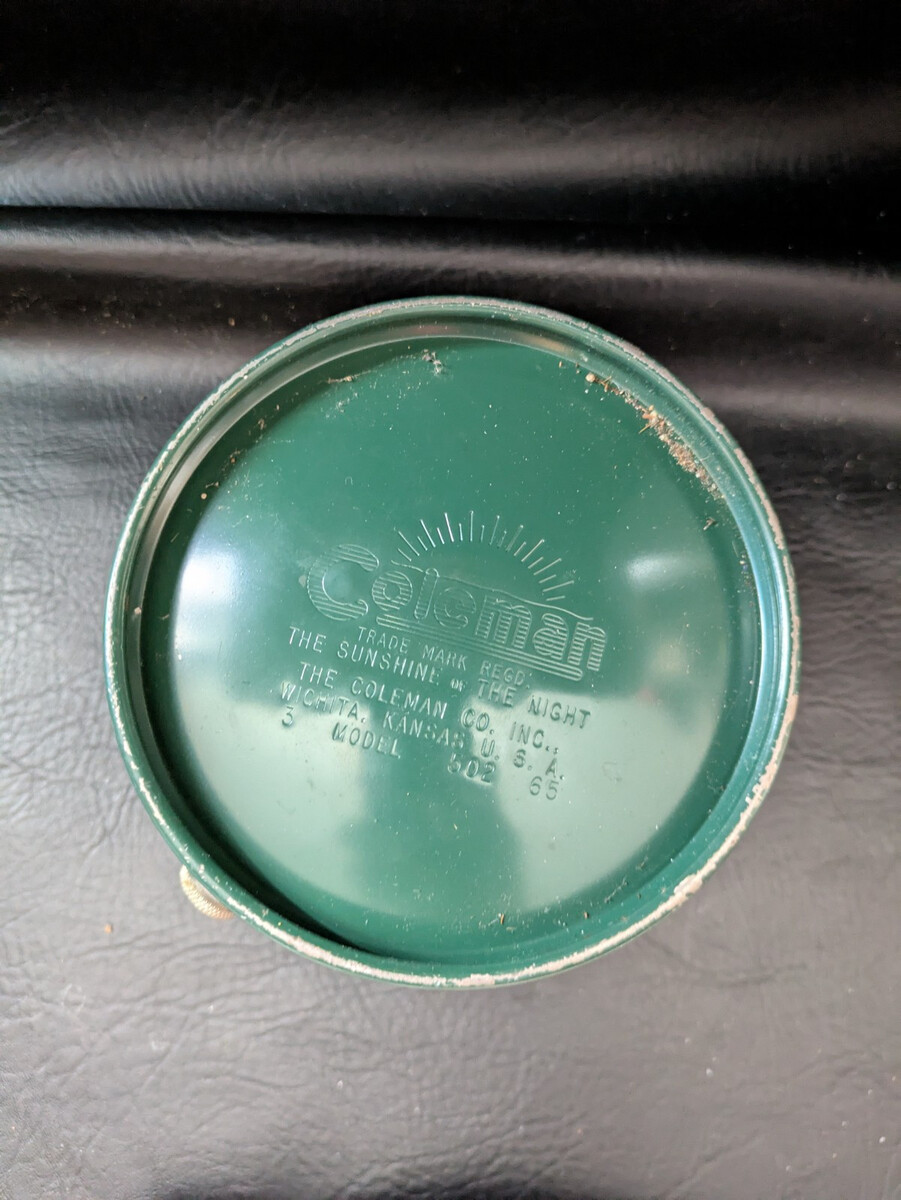 Coleman
TRADE MARK REGD.
THE SUNSHINE OF THE NIGHT
THE COLEMAN CO. INC.,
WICHITA, KANSAS U. S. A.
3 MODEL 502 65